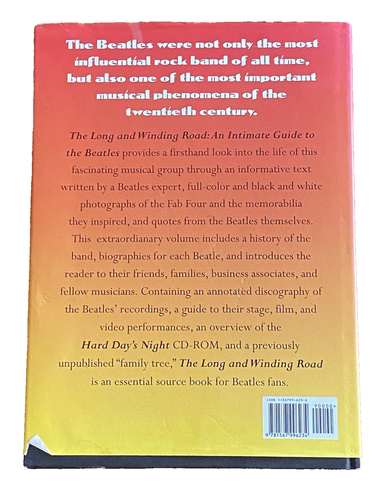 The Beatles were not only the most
influential rock band of all time,
but also one of the most important
musical phenomena of the
twentieth century.
The Long and Winding Road: An Intimate Guide to
the Beatles provides a firsthand look into the life of this
fascinating musical group through an informative text
written by a Beatles expert, full-color and black and white
photographs of the Fab Four and the memorabilia
they inspired, and quotes from the Beatles themselves.
This extraordinary volume includes a history of the
band, biographies for each Beatle, and introduces the
reader to their friends, families, business associates, and
fellow musicians. Containing an annotated discography of
the Beatles' recordings, a guide to their stage, film, and
video performances, an overview of the
Hard Day's Night CD-ROM, and a previously
unpublished "family tree," The Long and Winding Road
is an essential source book for Beatles fans.
ISBN 1-56799-623-4
90000>
9781567996234